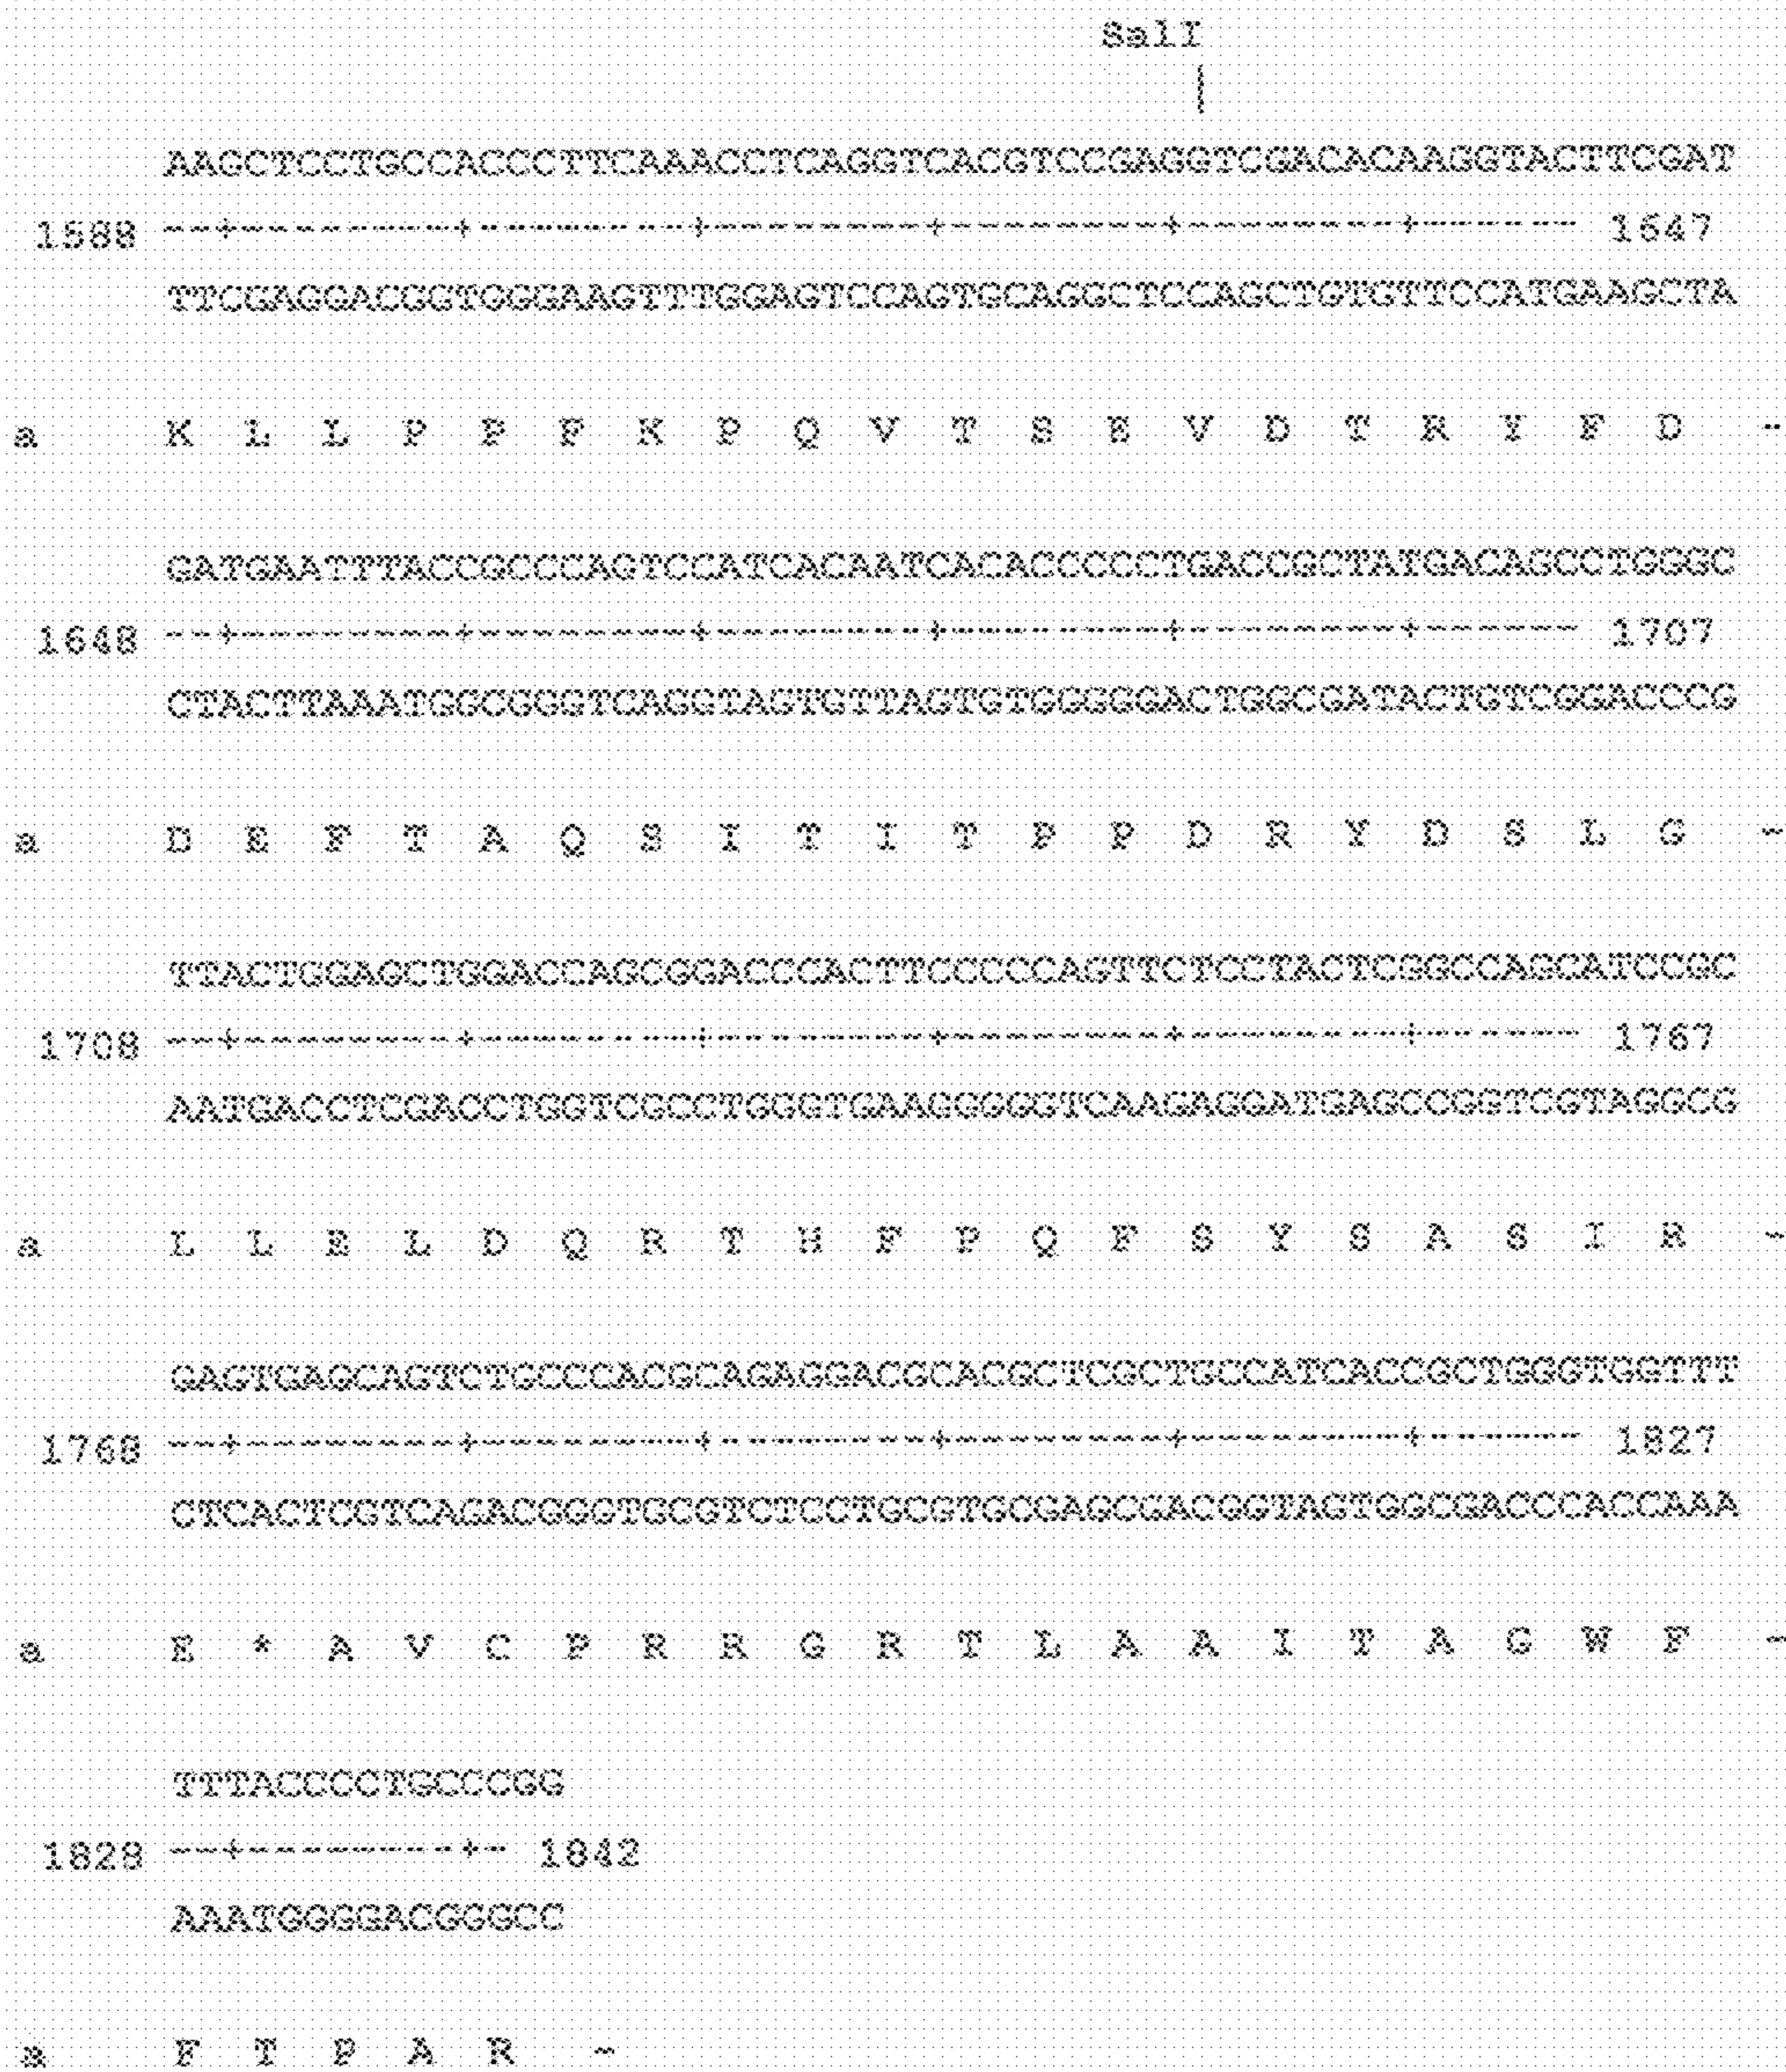 SalI
|
AAGCTCCTGCCACCCTTCAAACCTCAGGTCACGTCCGAGGTCGACACAAGGTACTTCGAT
1588 --+---------+---------+---------+---------+---------+------- 1647
TTCGAGGACGGTGGGAAGTTTGGAGTCCAGTGCAGGCTCCAGCTGTGTTCCATGAAGCTA
a K L L P P F K P Q V T S E V D T R Y F D -
GATGAATTTACCGCCCAGTCCATCACAATCACACCCCCTGACCGCTATGACAGCCTGGGC
1648 --+---------+---------+---------+---------+---------+------- 1707
CTACTTAAATGGCGGGTCAGGTAGTGTTAGTGTGGGGGACTGGCGATACTGTCGGACCCG
a D E F T A Q S I T I T P P D R Y D S L G -
TTACTGGAGCTGGACCAGCGGACCCACTTCCCCCAGTTCTCCTACTCGGCCAGCATCCGC
1708 --+---------+---------+---------+---------+---------+------- 1767
AATGACCTCGACCTGGTCGCCTGGGTGAAGGGGGTCAAGAGGATGAGCCGGTCGTAGGCG
a L L E L D Q R T H F P Q F S Y S A S I R -
GAGTGAGCAGTCTGCCCACGCAGAGGACGCACGCTCGCTGCCATCACCGCTGGGTGGTTT
1768 --+---------+---------+---------+---------+---------+------- 1827
CTCACTCGTCAGACGGGTGCGTCTCCTGCGTGCGAGCGACGGTAGTGGCGACCCACCAAA
a E * A V C P R R G R T L A A I T A G W F -
TTTACCCCTGCCCGG
1828 --+---------+-- 1842
AAATGGGGACGGGCC
a F T P A R -